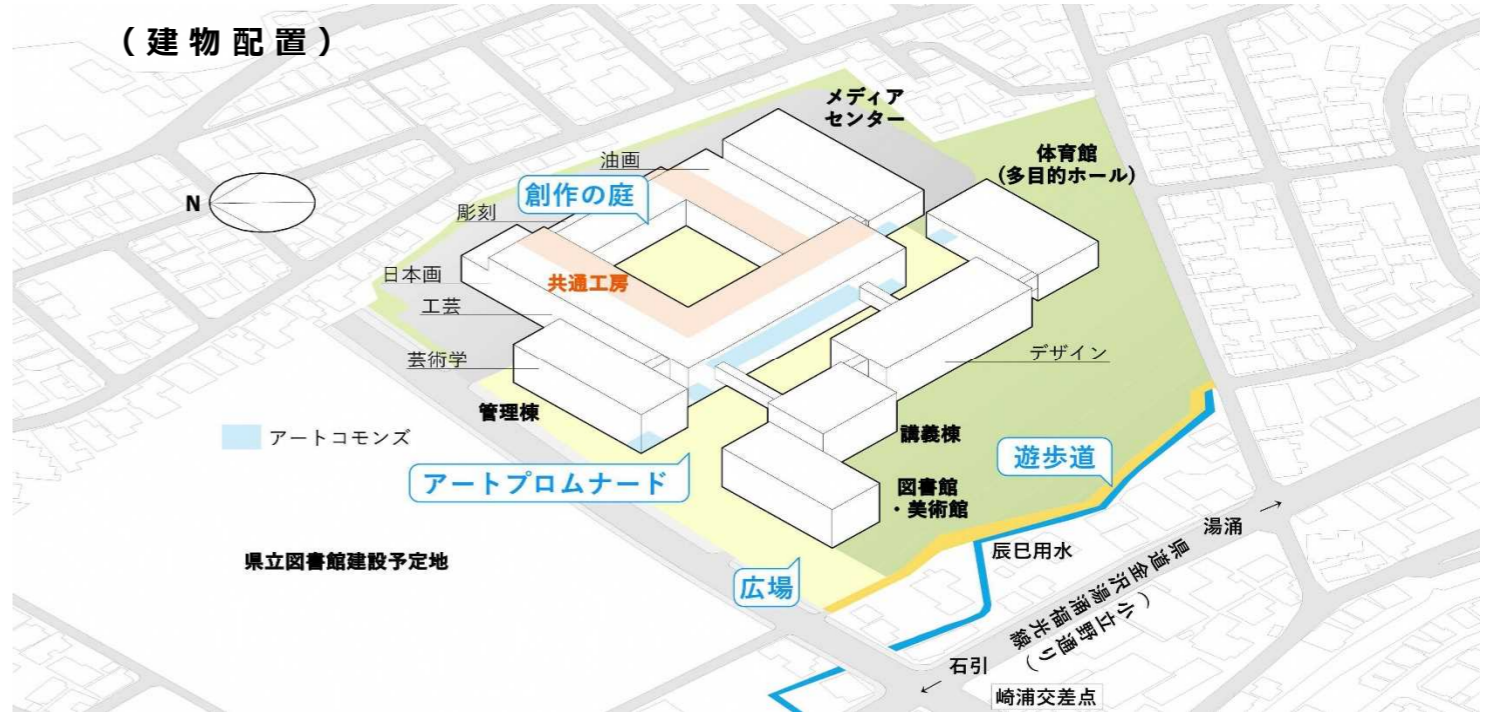 （建物配置）
メディア
センター
体育館
（多目的ホール）
油画
創作の庭
N
彫刻
日本画
共通工房
工芸
芸術学
デザイン
管理棟
アートコモンズ
講義棟
遊歩道
アートプロムナード
図書館
・美術館
湯涌
辰巳用水
県立図書館建設予定地
広場
県道金沢湯涌福光線
（小立野通り）
石引
崎浦交差点